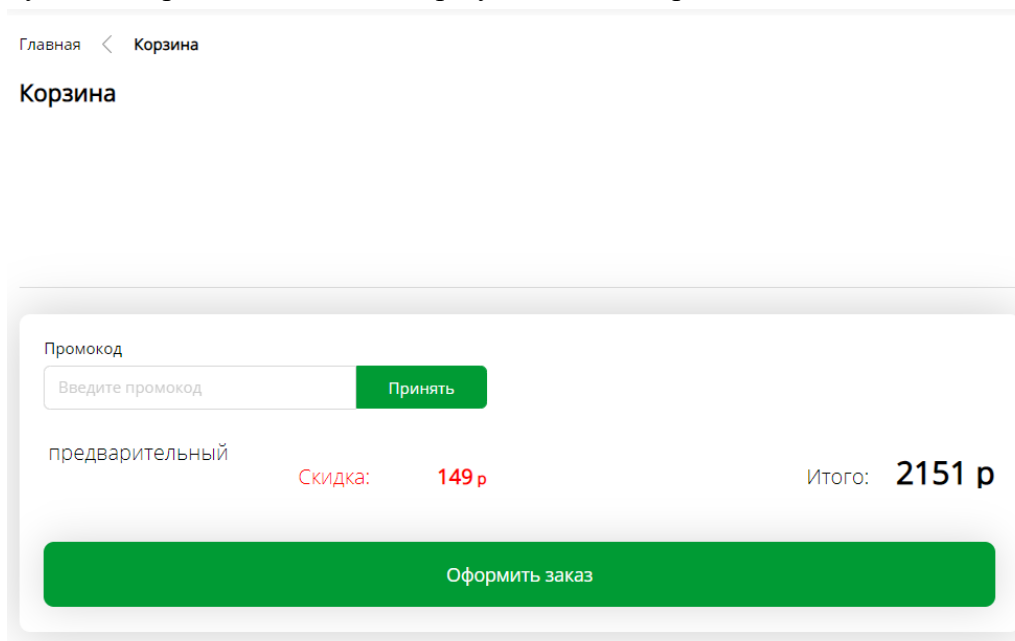 Главная < Корзина
Корзина
Промокод
Введите промокод Принять
предварительный
Скидка: 149 р Итого: 2151 р
Оформить заказ